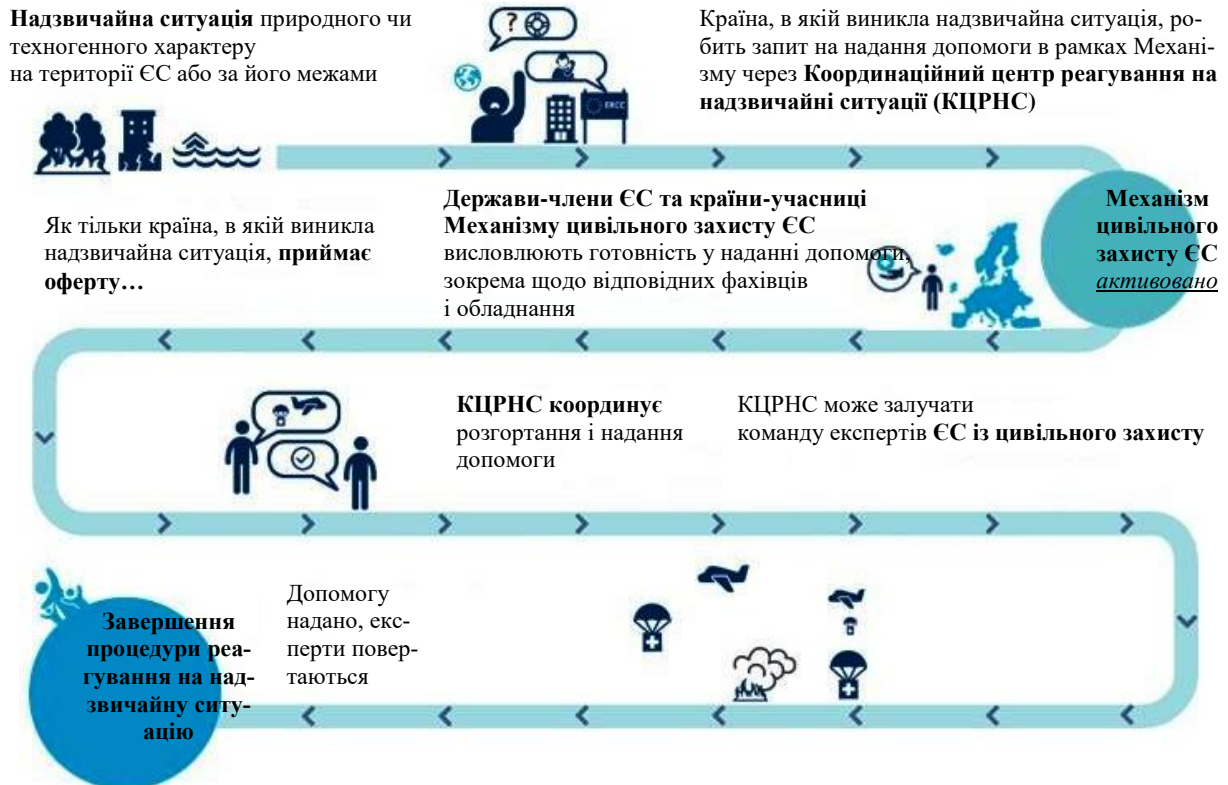 Надзвичайна ситуація природного чи
техногенного характеру
на території ЄС або за його межами
?
ERCC
Країна, в якій виникла надзвичайна ситуація, ро-
бить запит на надання допомоги в рамках Механі-
зму через Координаційний центр реагування на
надзвичайні ситуації (КЦРНС)
Механізм
цивільного
захисту ЄС
активовано
Держави-члени ЄС та країни-учасниці
Механізму цивільного захисту ЄС
висловлюють готовність у наданні допомоги,
зокрема щодо відповідних фахівців
і обладнання
Як тільки країна, в якій виникла
надзвичайна ситуація, приймає
оферту…
КЦРНС координує
розгортання і надання
допомоги
КЦРНС може залучати
команду експертів ЄС із цивільного захисту
Допомогу
надано, екс-
перти повер-
таються
Завершення
процедури реа-
гування на над-
звичайну ситу-
ацію